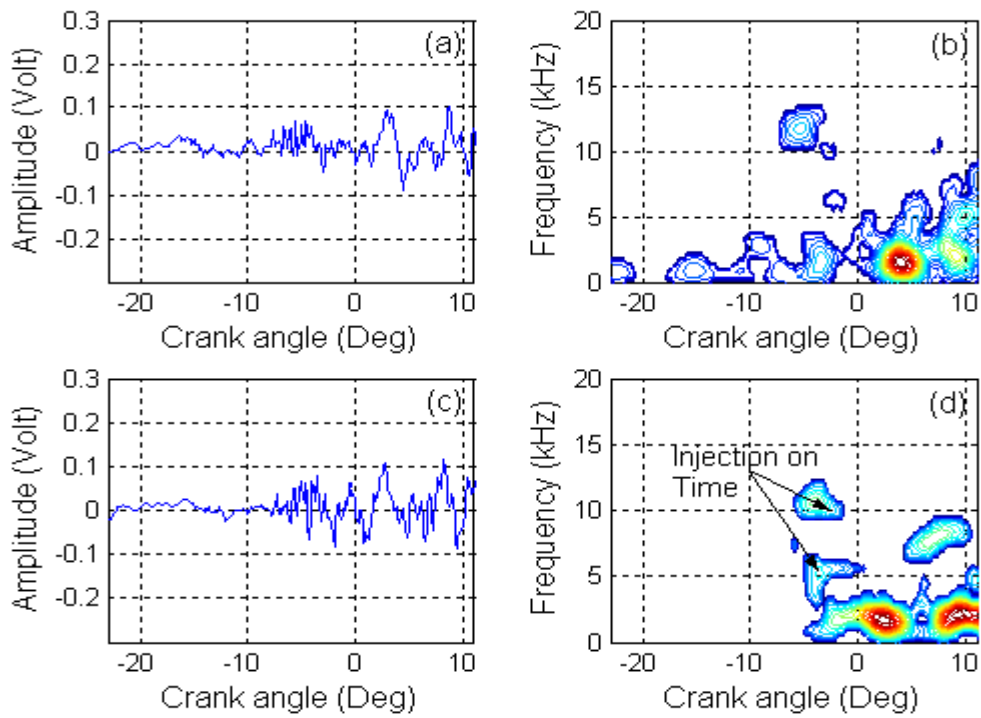 0.3
0.2
0.1
0
-0.1
-0.2
Amplitude (Volt)
(a)
-20 -10 0 10
Crank angle (Deg)
20
15
10
5
0
Frequency (kHz)
(b)
-20 -10 0 10
Crank angle (Deg)
0.3
0.2
0.1
0
-0.1
-0.2
Amplitude (Volt)
(c)
-20 -10 0 10
Crank angle (Deg)
20
15
10
5
0
Frequency (kHz)
(d)
Injection on
Time
-20 -10 0 10
Crank angle (Deg)